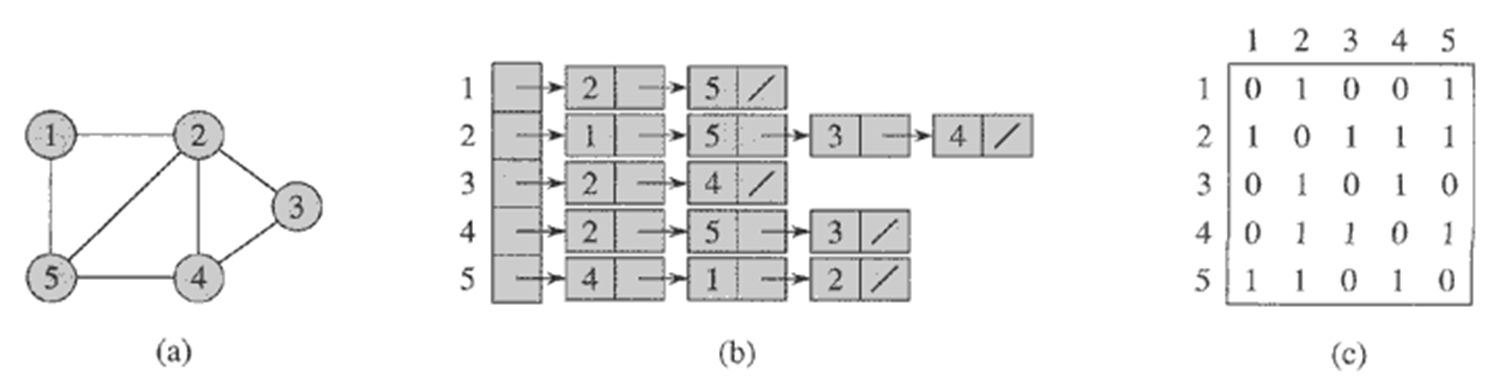 1 2
3
5 4
(a)
1 2 5 /
2 1 5 3 4 /
3 2 4 /
4 2 5 3 /
5 4 1 2 /
(b)
1 2 3 4 5
1 0 1 0 0 1
2 1 0 1 1 1
3 0 1 0 1 0
4 0 1 1 0 1
5 1 1 0 1 0
(c)